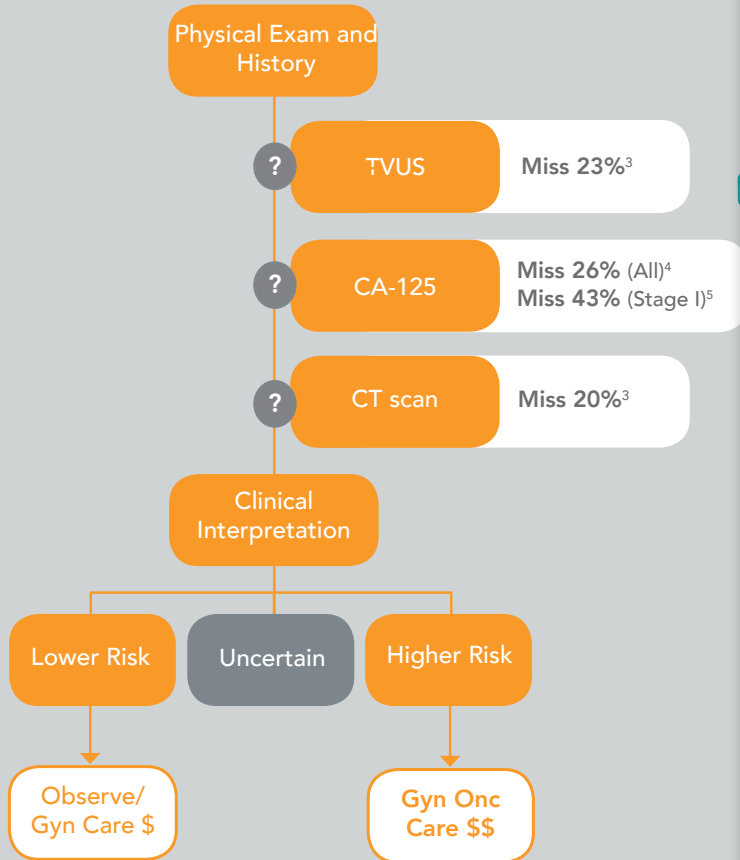 Physical Exam and
History
?
TVUS
Miss 23%³
?
CA-125
Miss 26% (All)⁴
Miss 43% (Stage I)⁵
?
CT scan
Miss 20%³
Clinical
Interpretation
Lower Risk
Uncertain
Higher Risk
Observe/
Gyn Care $
Gyn Onc
Care $$